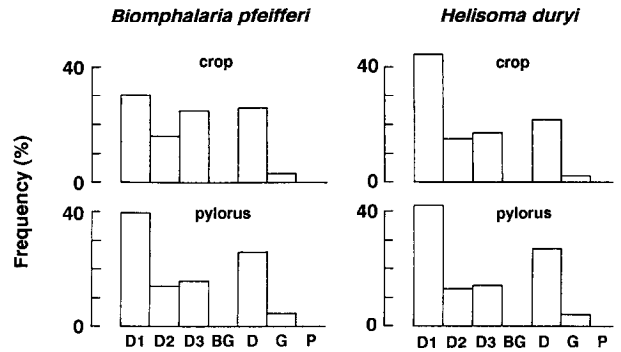 Biomphalaria pfeifferi
Helisoma duryi
Frequency (%)
crop
40
0
crop
40
0
pylorus
40
0
D1 D2 D3 BG D G P
pylorus
40
0
D1 D2 D3 BG D G P